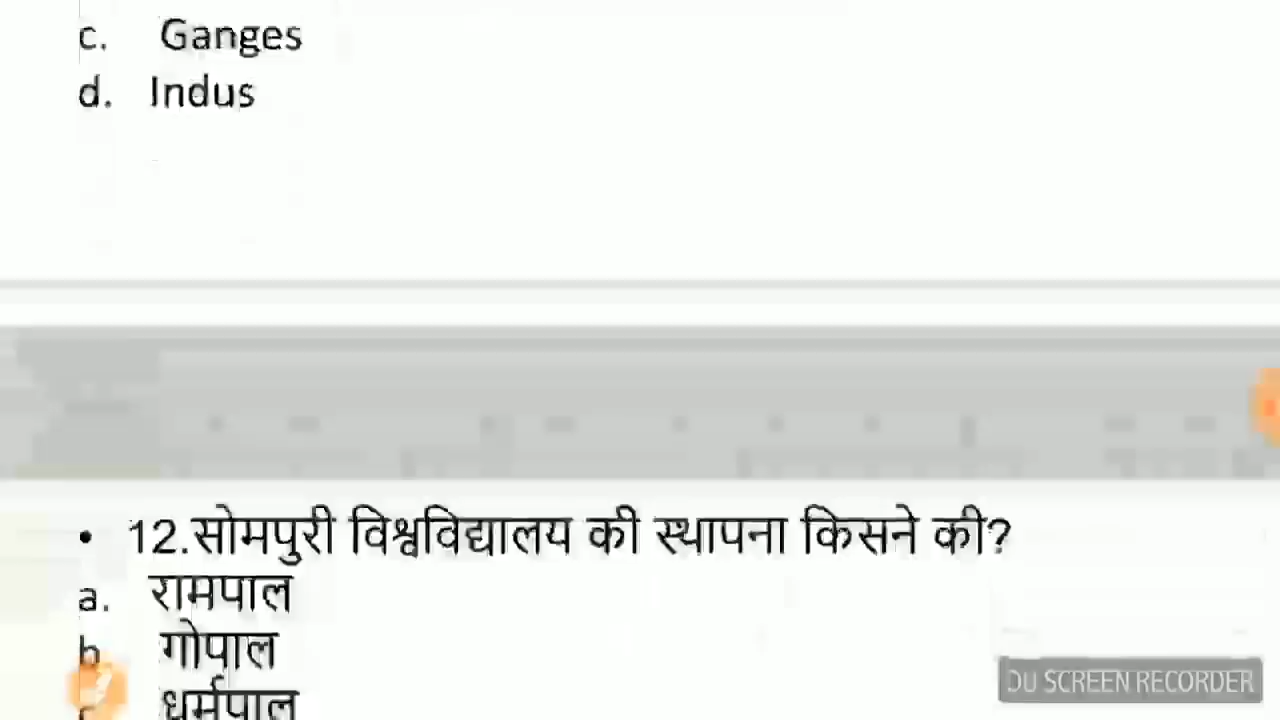 c. Ganges
d. Indus
• 12.सोमपुरी विश्वविद्यालय की स्थापना किसने की?
a. रामपाल
b गोपाल
c धर्मपाल
DU SCREEN RECORDER